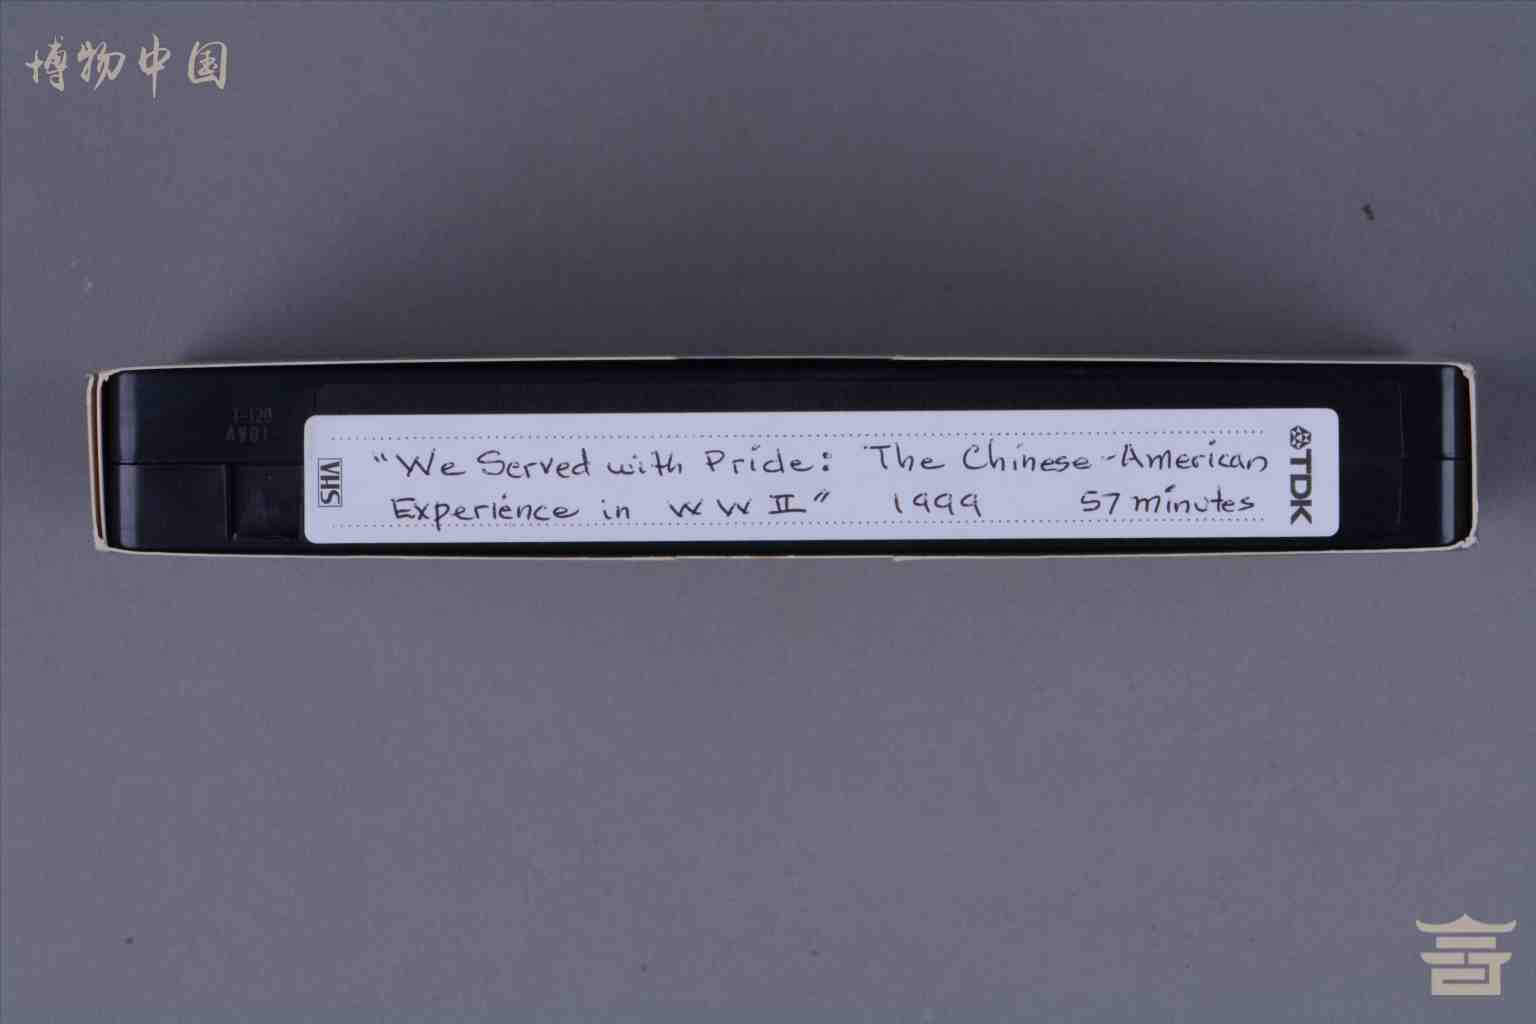 博物中国
T-120
A901
VHS
“We Served with Pride: The Chinese-American
Experience in WW II” 1999 57 minutes
TDK